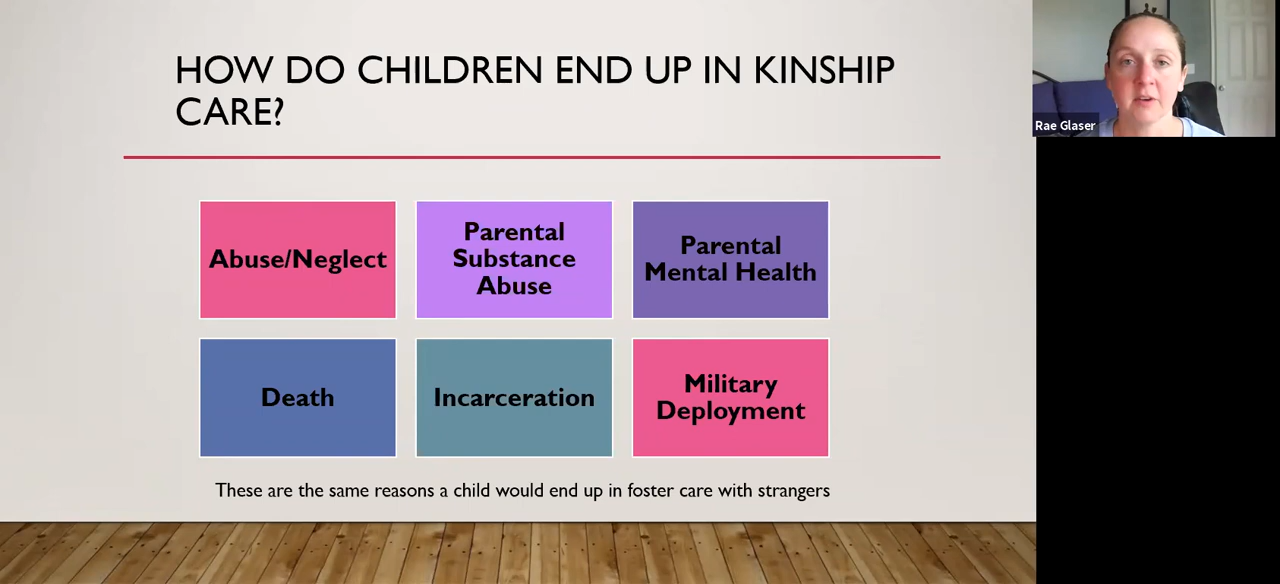 HOW DO CHILDREN END UP IN KINSHIP
CARE?
Rae Glaser
Abuse/Neglect
Parental
Substance
Abuse
Parental
Mental Health
Death
Incarceration
Military
Deployment
These are the same reasons a child would end up in foster care with strangers